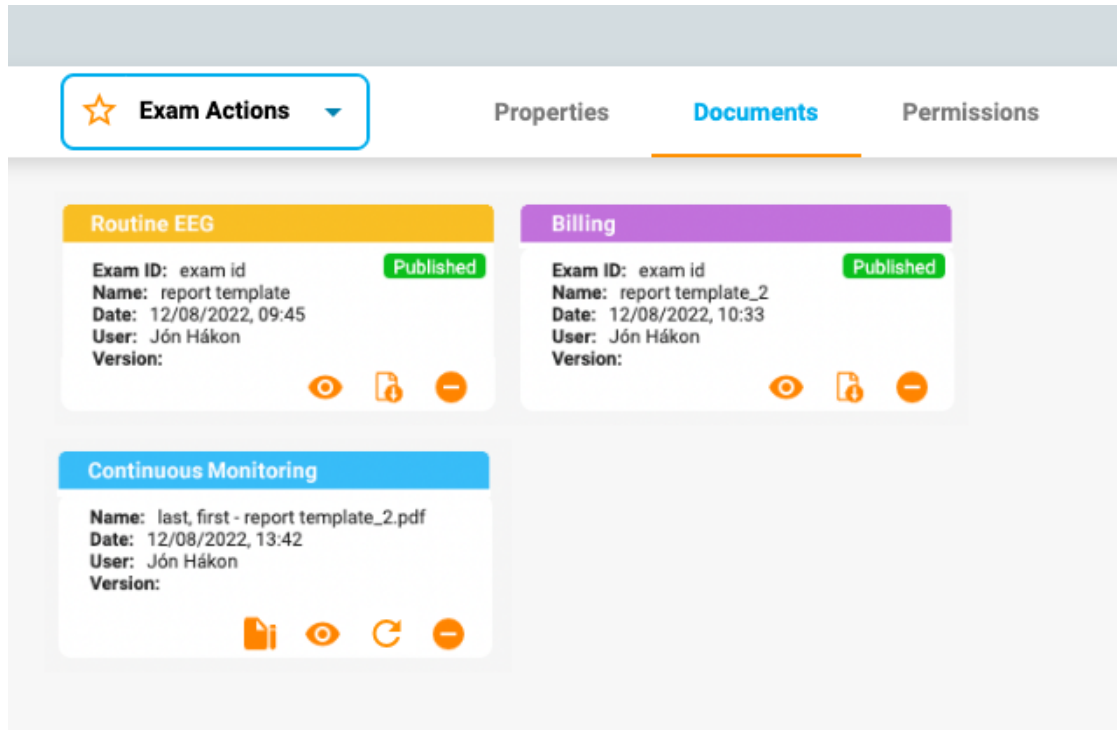 Exam Actions
Properties
Documents
Permissions
Routine EEG
Published
Exam ID: exam id
Name: report template
Date: 12/08/2022, 09:45
User: Jón Hákon
Version:
Billing
Published
Exam ID: exam id
Name: report template_2
Date: 12/08/2022, 10:33
User: Jón Hákon
Version:
Continuous Monitoring
Name: last, first - report template_2.pdf
Date: 12/08/2022, 13:42
User: Jón Hákon
Version: